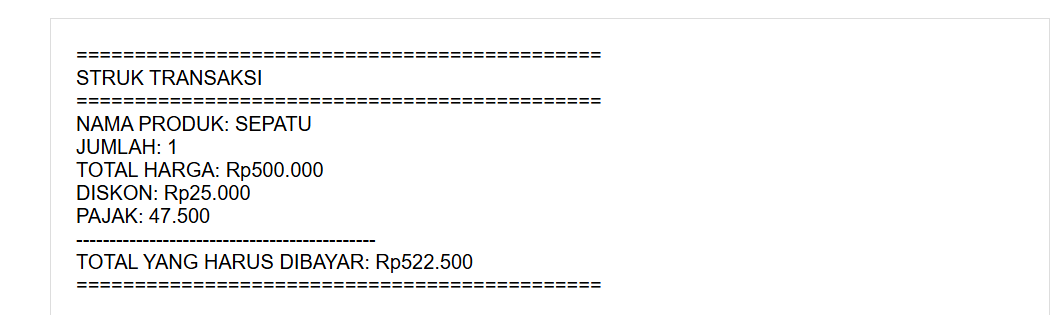 =============================================
STRUK TRANSAKSI
=============================================
NAMA PRODUK: SEPATU
JUMLAH: 1
TOTAL HARGA: Rp500.000
DISKON: Rp25.000
PAJAK: 47.500
---------------------------------------------
TOTAL YANG HARUS DIBAYAR: Rp522.500
=============================================